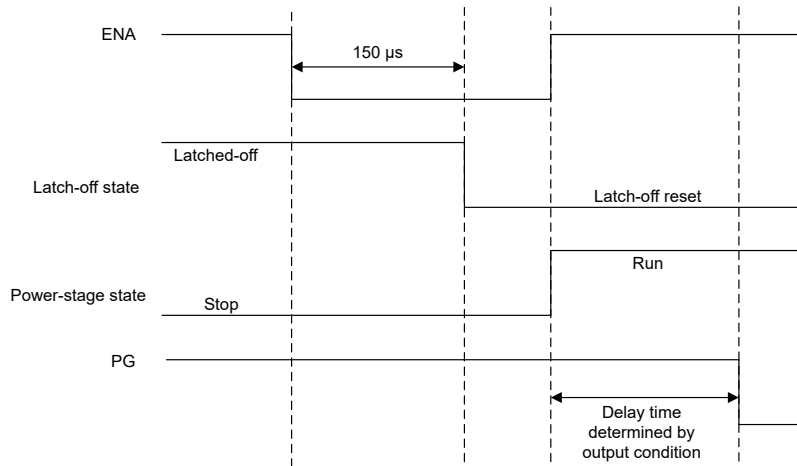 ENA
150 µs
Latched-off
Latch-off state
Latch-off reset
Run
Power-stage state
Stop
PG
Delay time
determined by
output condition